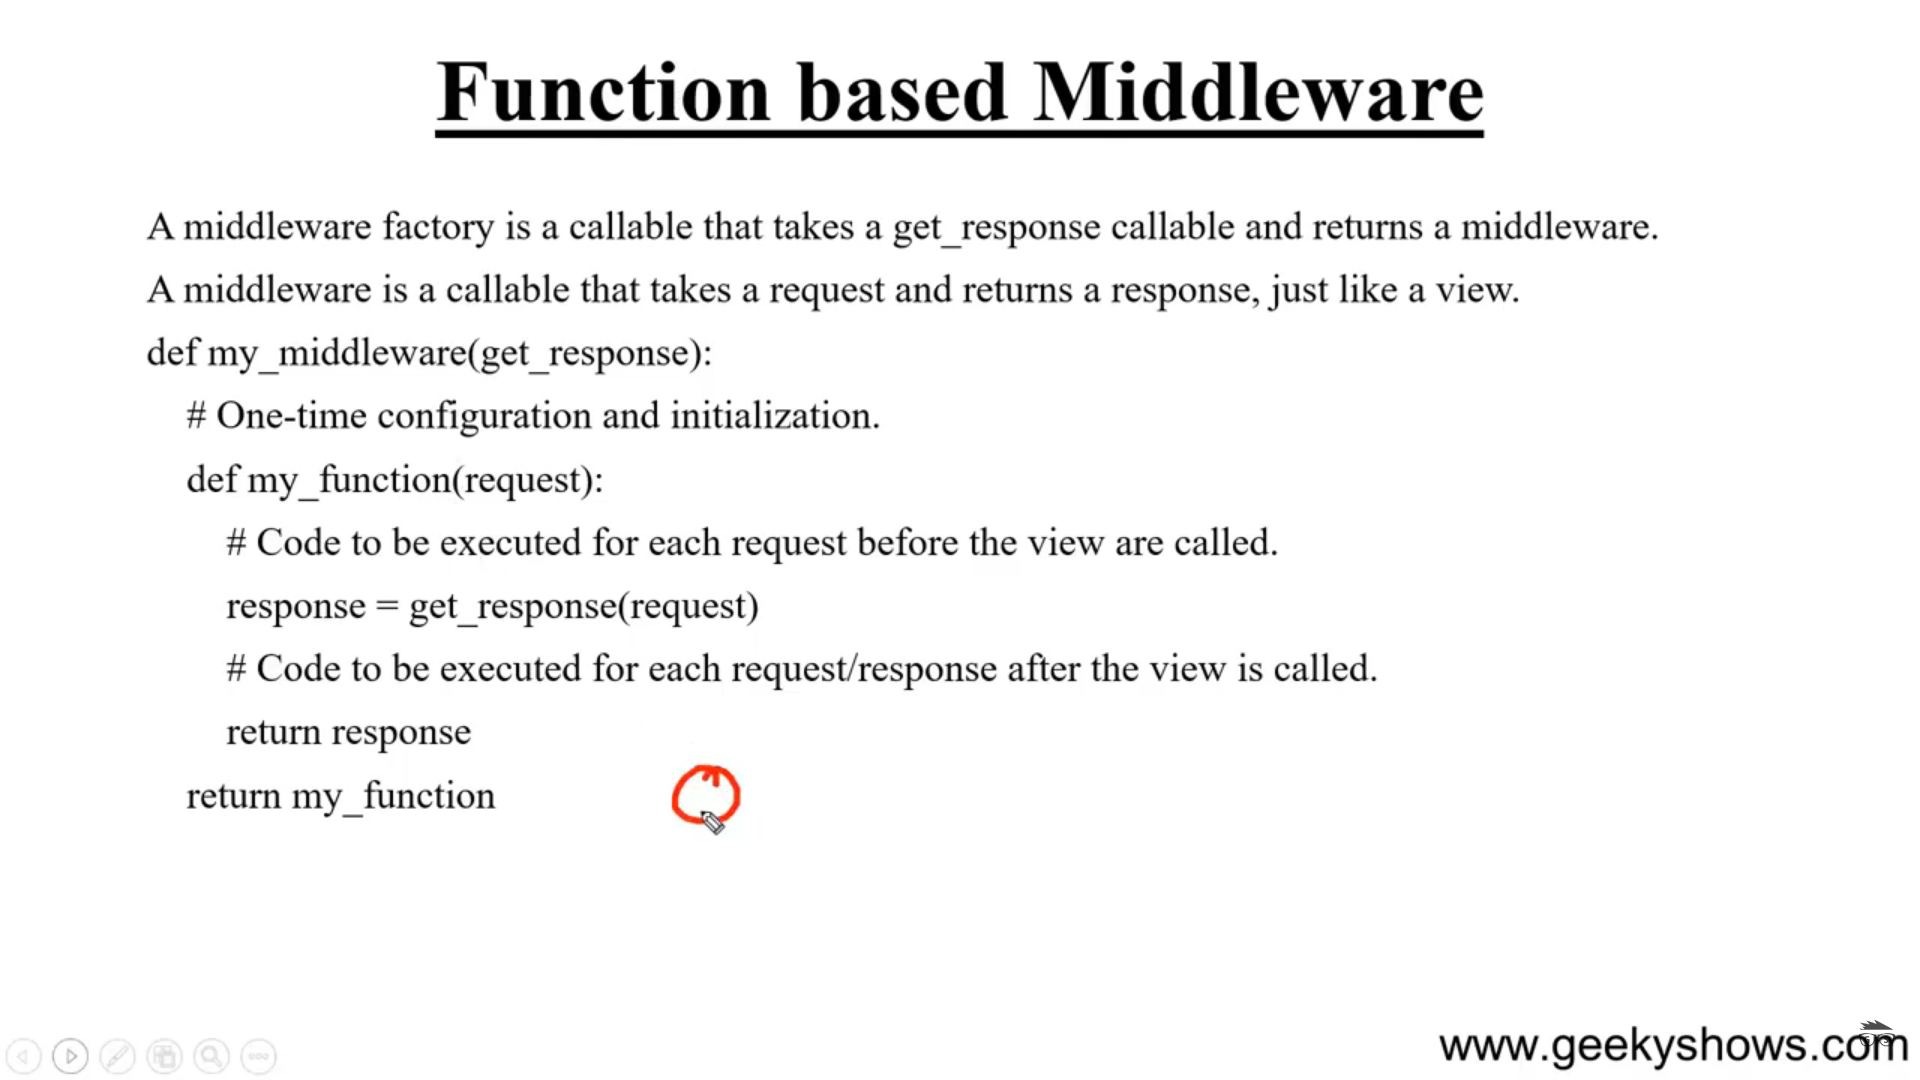 Function based Middleware
A middleware factory is a callable that takes a get_response callable and returns a middleware.
A middleware is a callable that takes a request and returns a response, just like a view.
def my_middleware(get_response):
# One-time configuration and initialization.
def my_function(request):
# Code to be executed for each request before the view are called.
response = get_response(request)
# Code to be executed for each request/response after the view is called.
return response
return my_function
www.geekyshows.com